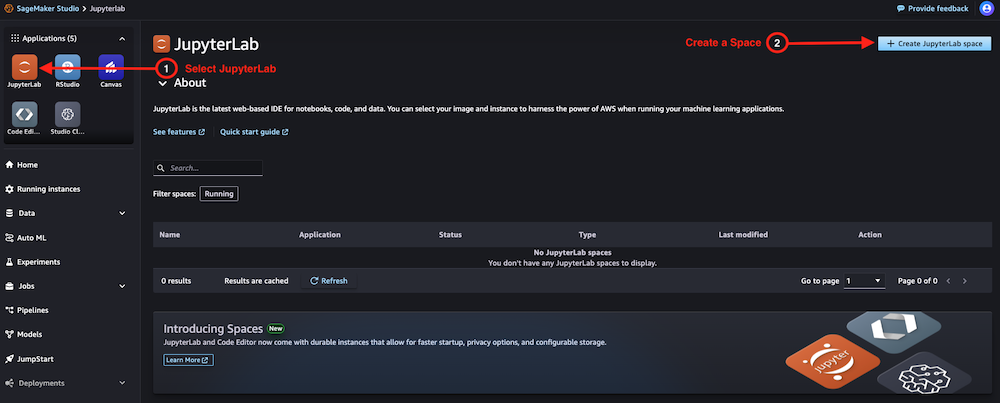 SageMaker Studio > Jupyterlab
Provide feedback
Applications (5)
JupyterLab
RStudio
Canvas
Code Edi...
Studio Cl...
Home
Running instances
Data
Auto ML
Experiments
Jobs
Pipelines
Models
JumpStart
Deployments
JupyterLab
Create a Space 2
+ Create JupyterLab space
1 Select JupyterLab
About
JupyterLab is the latest web-based IDE for notebooks, code, and data. You can select your image and instance to harness the power of AWS when running your machine learning applications.
See features
Quick start guide
Search...
Filter spaces: Running
Name Application Status Type Last modified Action
No JupyterLab spaces
You don't have any JupyterLab spaces to display.
0 results Results are cached Refresh Go to page 1 Page 0 of 0
Introducing Spaces New
JupyterLab and Code Editor now come with durable instances that allow for faster startup, privacy options, and configurable storage.
Learn More
jupyter